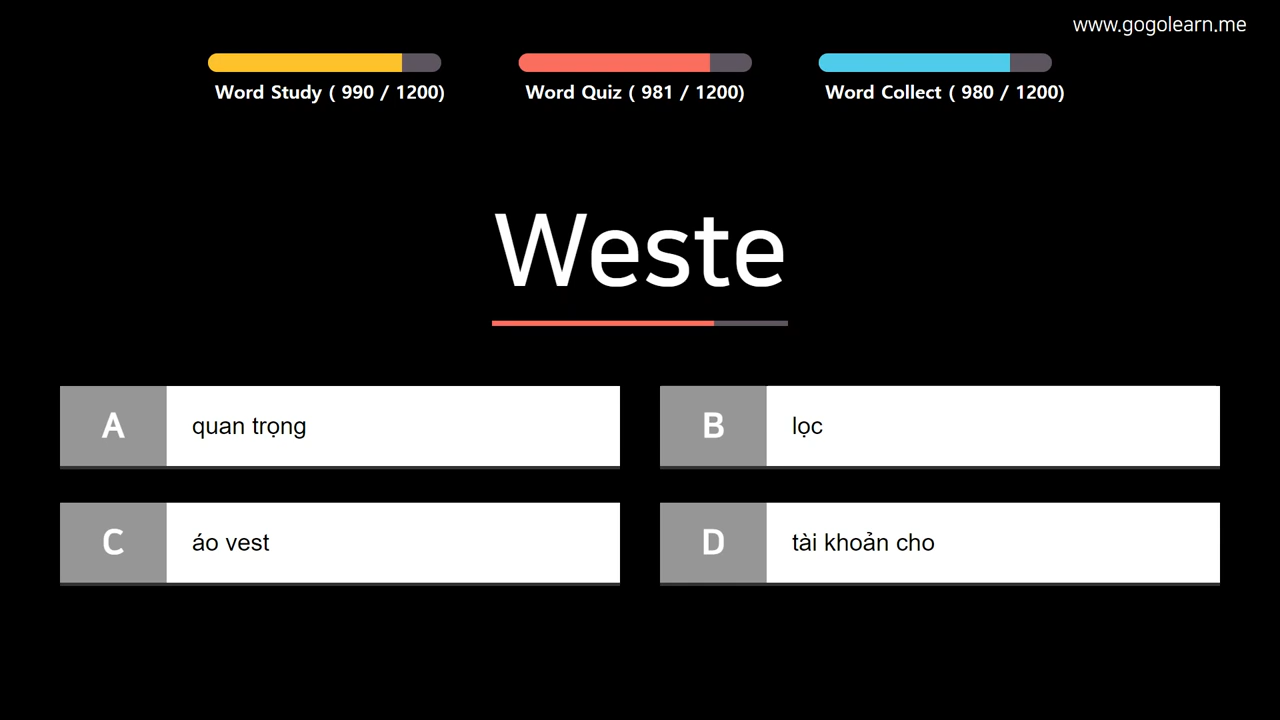 www.gogolearn.me
Word Study ( 990 / 1200)
Word Quiz ( 981 / 1200)
Word Collect ( 980 / 1200)
Weste
A quan trọng
B lọc
C áo vest
D tài khoản cho